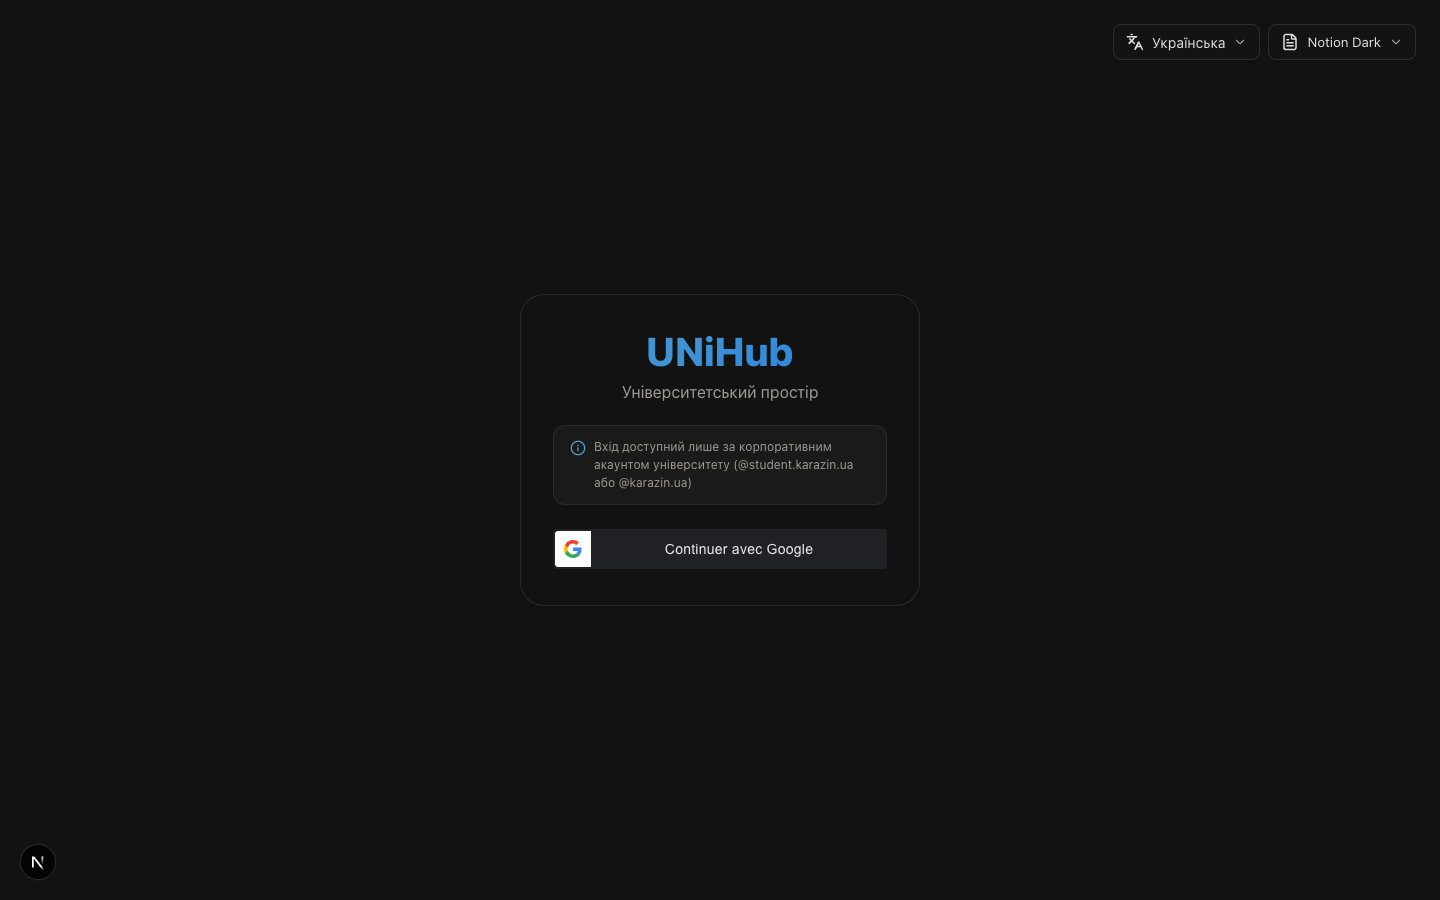 Українська
Notion Dark
UNiHub
Університетський простір
Вхід доступний лише за корпоративним
акаунтом університету (@student.karazin.ua
або @karazin.ua)
Continuer avec Google